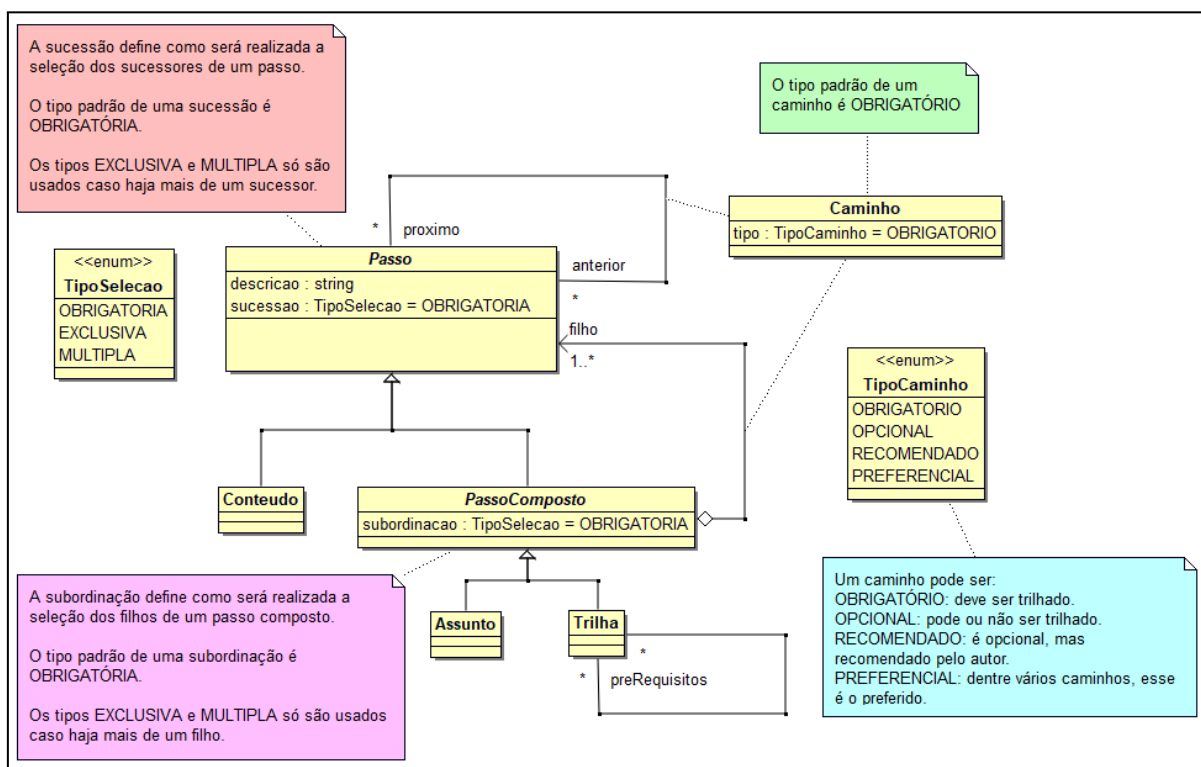 A sucessão define como será realizada a
seleção dos sucessores de um passo.
O tipo padrão de uma sucessão é
OBRIGATÓRIA.
Os tipos EXCLUSIVA e MULTIPLA só são
usados caso haja mais de um sucessor.
O tipo padrão de um
caminho é OBRIGATÓRIO
* proximo
Caminho
tipo : TipoCaminho = OBRIGATORIO
<<enum>>
TipoSelecao
OBRIGATORIA
EXCLUSIVA
MULTIPLA
Passo
descricao : string
sucessao : TipoSelecao = OBRIGATORIA
anterior
*
filho
1..*
<<enum>>
TipoCaminho
OBRIGATORIO
OPCIONAL
RECOMENDADO
PREFERENCIAL
Conteudo
PassoComposto
subordinacao : TipoSelecao = OBRIGATORIA
A subordinação define como será realizada a
seleção dos filhos de um passo composto.
O tipo padrão de uma subordinação é
OBRIGATÓRIA.
Os tipos EXCLUSIVA e MULTIPLA só são usados
caso haja mais de um filho.
Assunto
Trilha
*
* preRequisitos
Um caminho pode ser:
OBRIGATÓRIO: deve ser trilhado.
OPCIONAL: pode ou não ser trilhado.
RECOMENDADO: é opcional, mas
recomendado pelo autor.
PREFERENCIAL: dentre vários caminhos, esse
é o preferido.